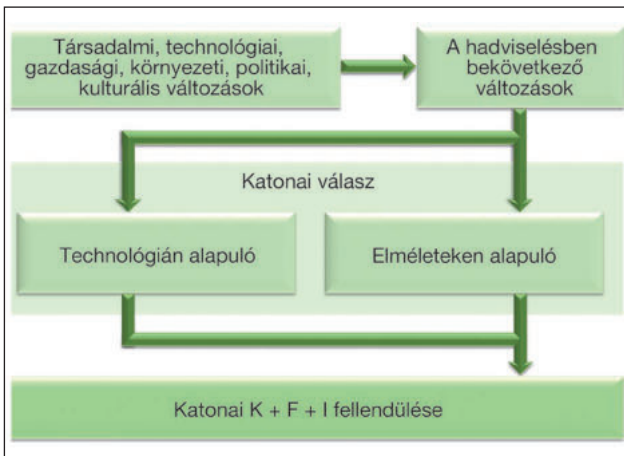 Társadalmi, technológiai,
gazdasági, környezeti, politikai,
kulturális változások
A hadviselésben
bekövetkező
változások
Katonai válasz
Technológián alapuló
Elméleteken alapuló
Katonai K + F + I fellendülése